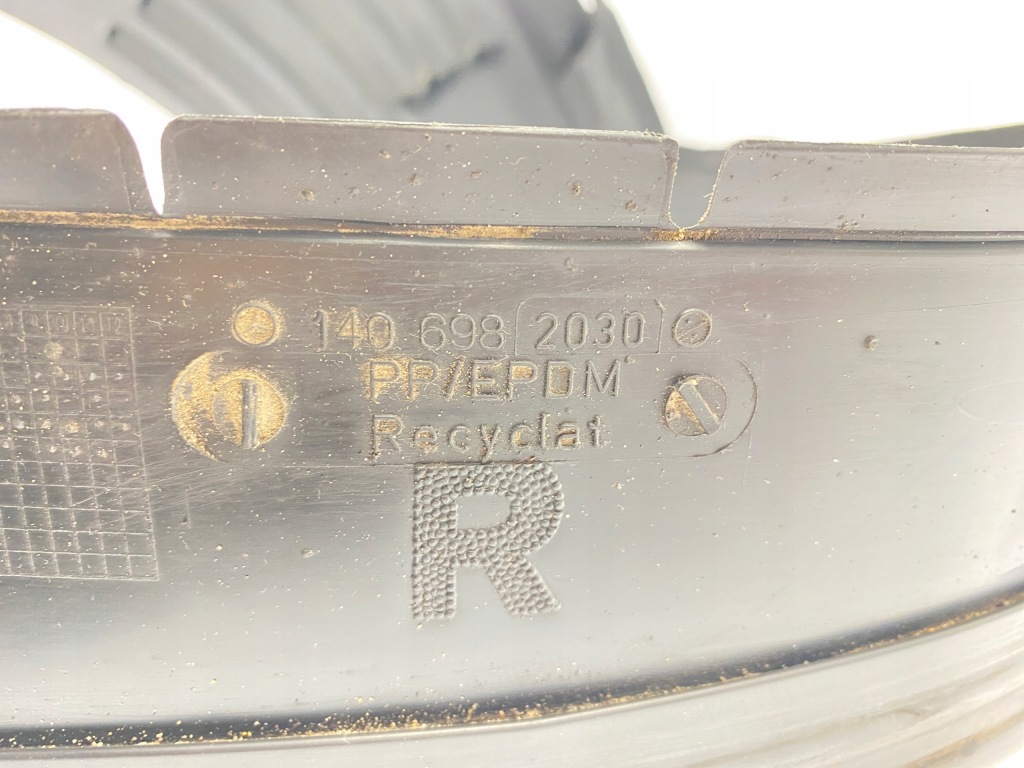 140 698 2030
PP/EPDM
Recyclat
R